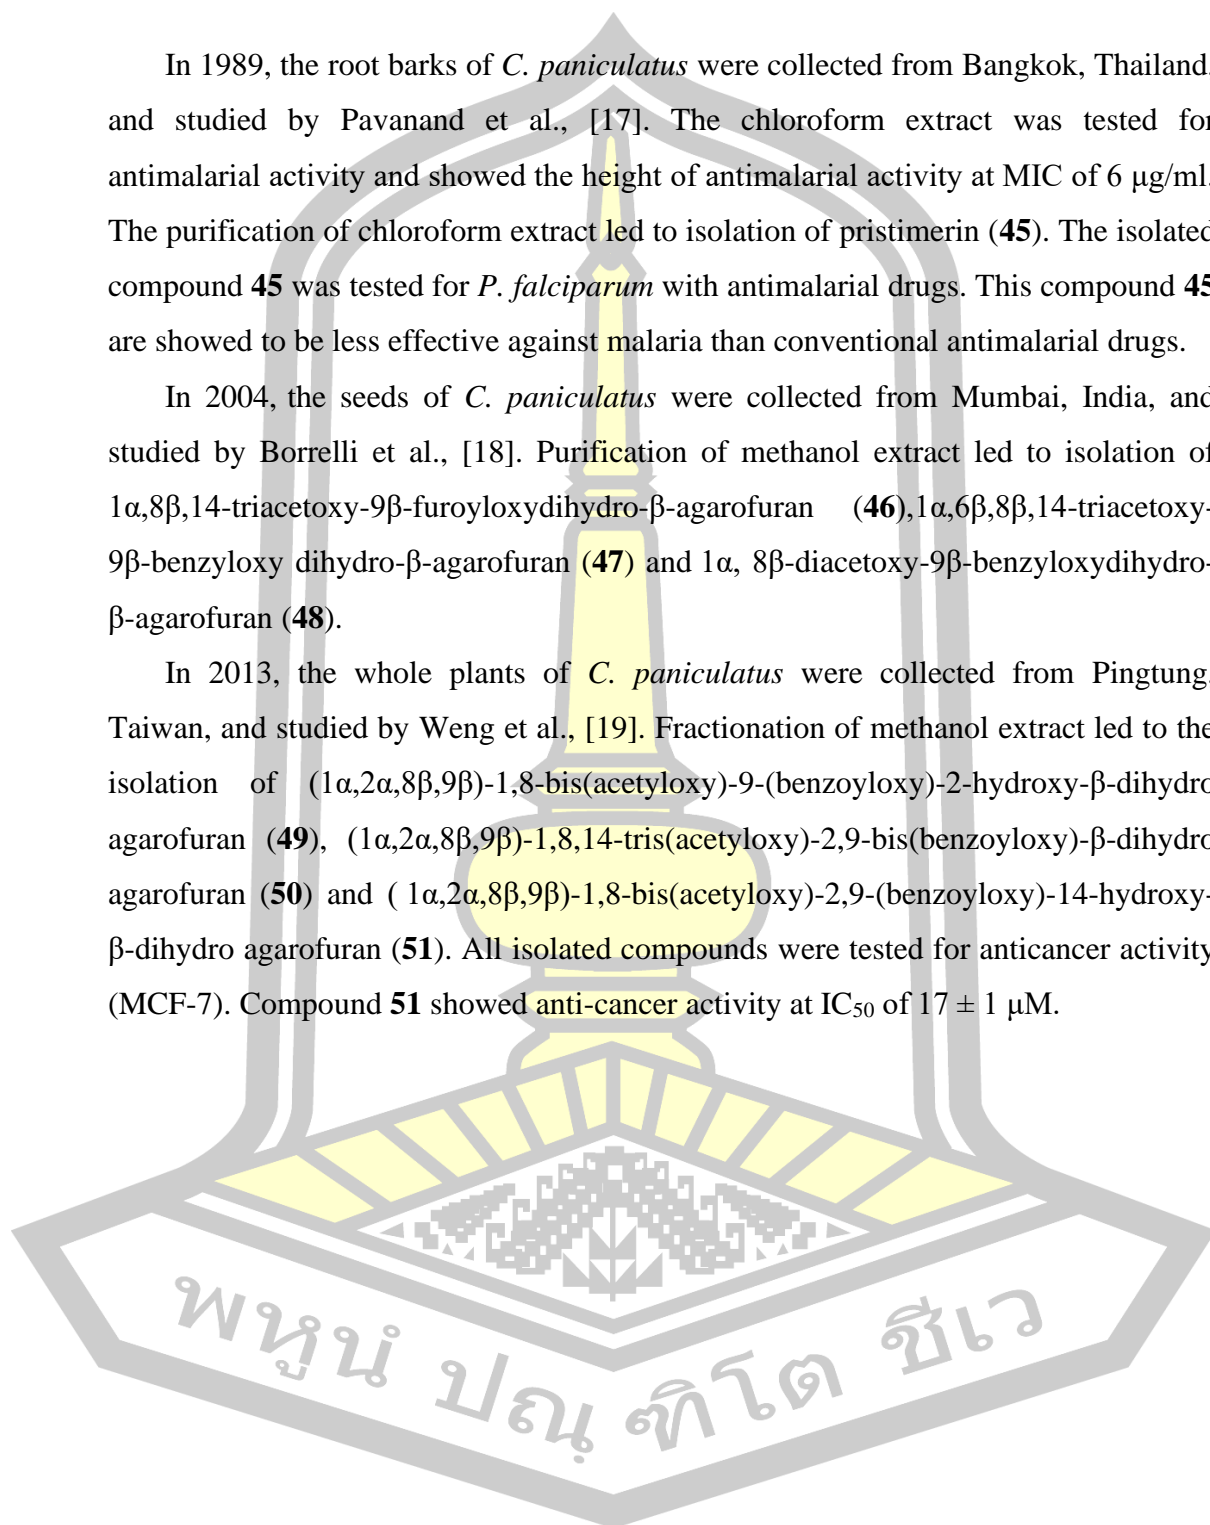 In 1989, the root barks of C. paniculatus were collected from Bangkok, Thailand,
and studied by Pavanand et al., [17]. The chloroform extract was tested for
antimalarial activity and showed the height of antimalarial activity at MIC of 6 μg/ml.
The purification of chloroform extract led to isolation of pristimerin (45). The isolated
compound 45 was tested for P. falciparum with antimalarial drugs. This compound 45
are showed to be less effective against malaria than conventional antimalarial drugs.
In 2004, the seeds of C. paniculatus were collected from Mumbai, India, and
studied by Borrelli et al., [18]. Purification of methanol extract led to isolation of
1α,8β,14-triacetoxy-9β-furoyloxydihydro-β-agarofuran (46),1α,6β,8β,14-triacetoxy-
9β-benzyloxy dihydro-β-agarofuran (47) and 1α, 8β-diacetoxy-9β-benzyloxydihydro-
β-agarofuran (48).
In 2013, the whole plants of C. paniculatus were collected from Pingtung,
Taiwan, and studied by Weng et al., [19]. Fractionation of methanol extract led to the
isolation of (1α,2α,8β,9β)-1,8-bis(acetyloxy)-9-(benzoyloxy)-2-hydroxy-β-dihydro
agarofuran (49), (1α,2α,8β,9β)-1,8,14-tris(acetyloxy)-2,9-bis(benzoyloxy)-β-dihydro
agarofuran (50) and ( 1α,2α,8β,9β)-1,8-bis(acetyloxy)-2,9-(benzoyloxy)-14-hydroxy-
β-dihydro agarofuran (51). All isolated compounds were tested for anticancer activity
(MCF-7). Compound 51 showed anti-cancer activity at IC50 of 17 ± 1 μM.
พหูนํ ปณฺฑิโต ชีเว